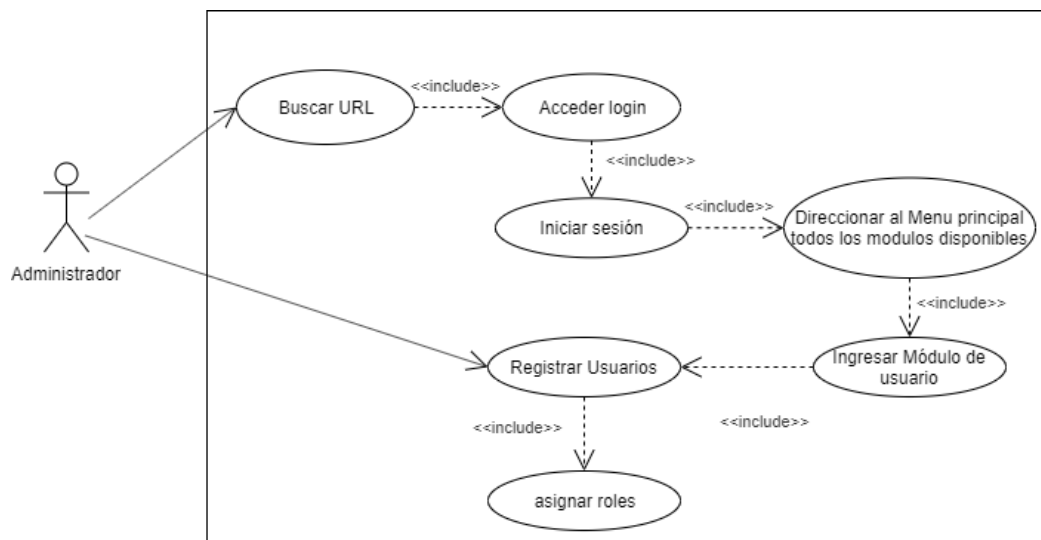 Buscar URL
<<include>>
Acceder login
<<include>>
Iniciar sesión
<<include>>
Direccionar al Menu principal
todos los modulos disponibles
Administrador
<<include>>
Registrar Usuarios
Ingresar Módulo de
usuario
<<include>>
<<include>>
asignar roles